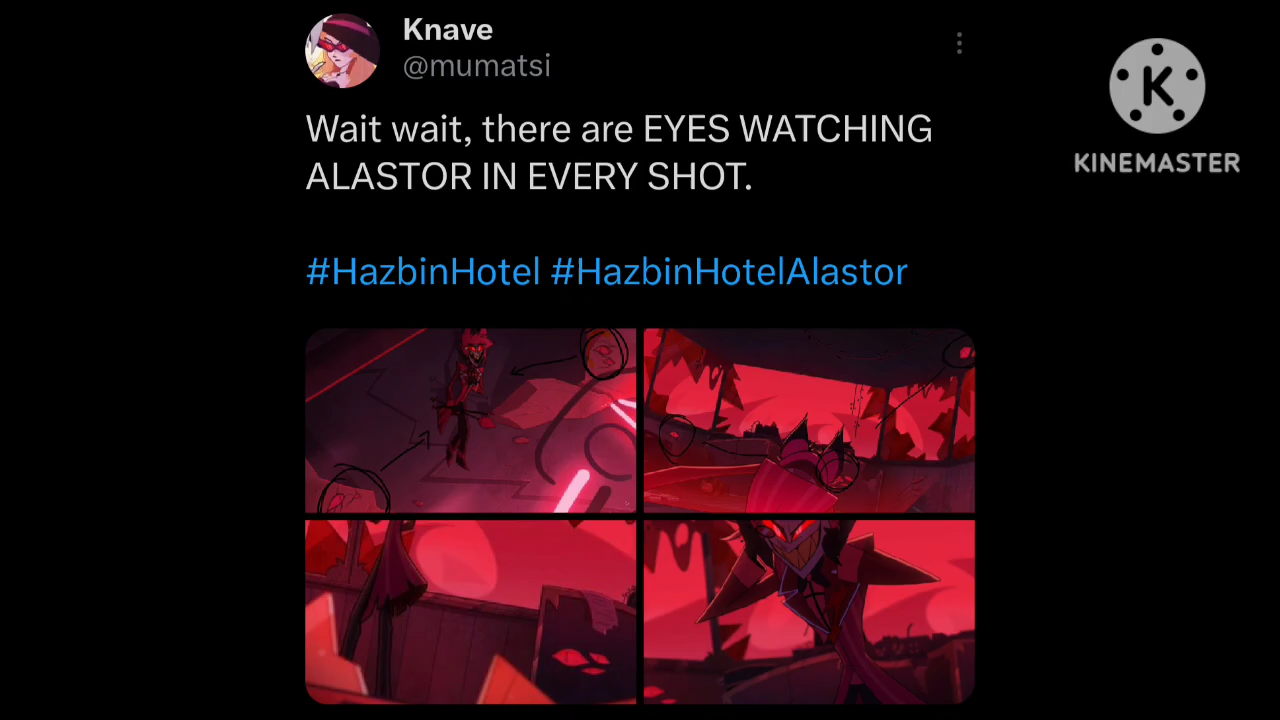 Knave
@mumatsi
Wait wait, there are EYES WATCHING
ALASTOR IN EVERY SHOT.
#HazbinHotel #HazbinHotelAlastor
K
KINEMASTER